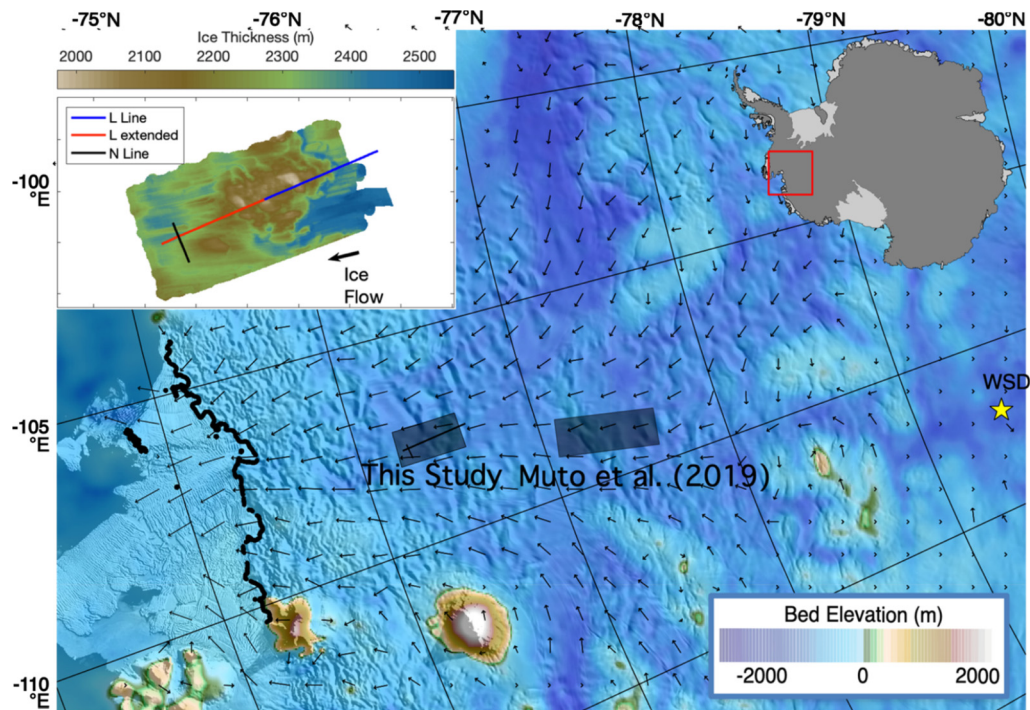 -75°N -76°N -77°N -78°N -79°N -80°N
Ice Thickness (m)
2000 2100 2200 2300 2400 2500
L Line
L extended
N Line
-100
°E
Ice
Flow
WSD
-105
°E
This Study Muto et al. (2019)
Bed Elevation (m)
-2000 0 2000
-110
°E